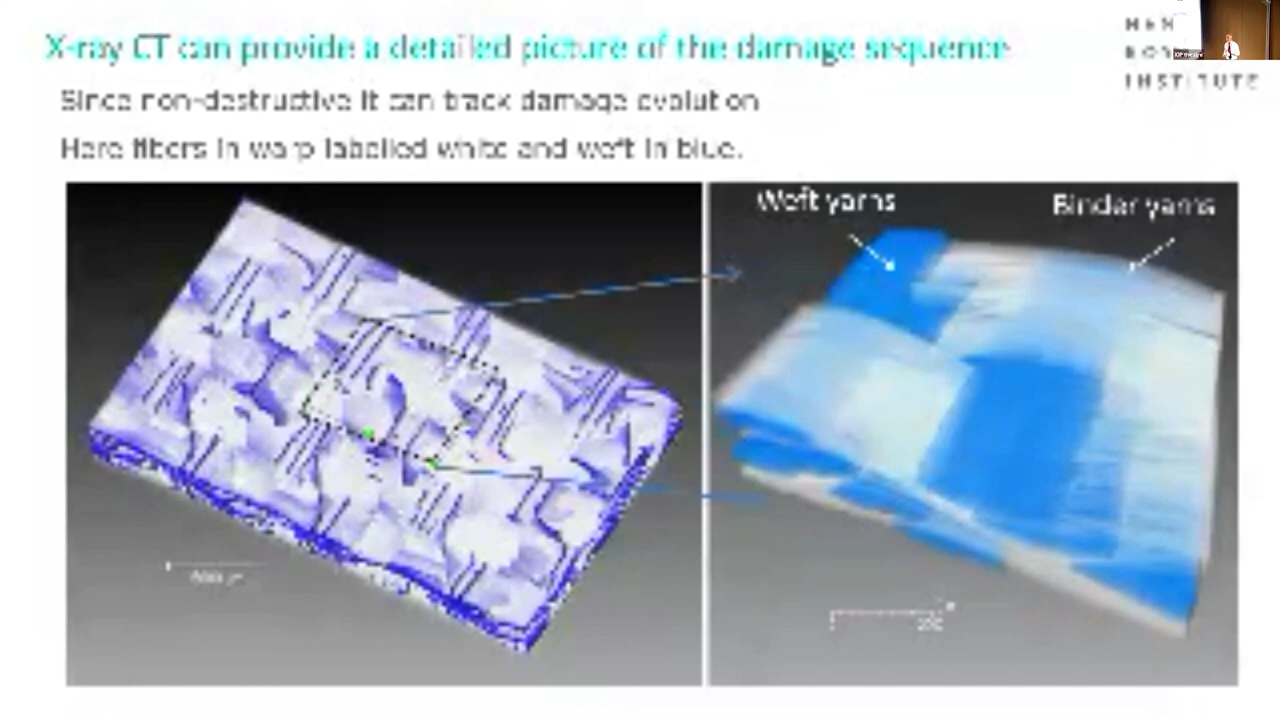 X-ray CT can provide a detailed picture of the damage sequence
Since non-destructive it can track damage evolution
Here fibers in warp labelled white and weft in blue.
Weft yarns
Binder yarns
HEN
INSTITUTE